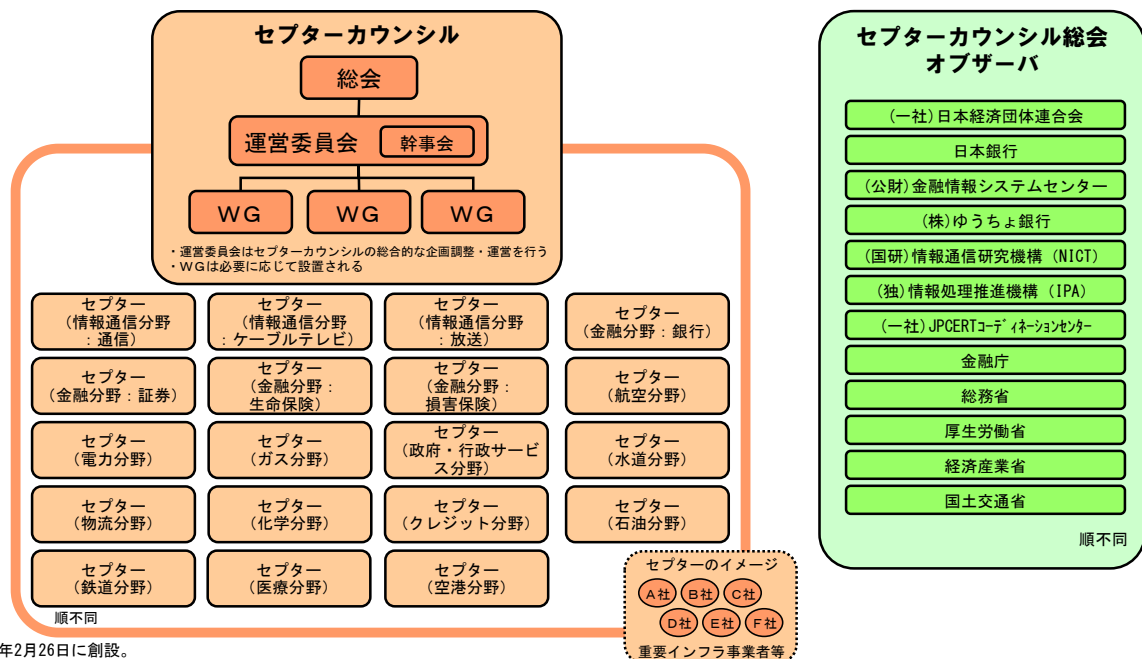 セプターカウンシル
総会
運営委員会
幹事会
WG
WG
WG
・運営委員会はセプターカウンシルの総合的な企画調整・運営を行う
・WGは必要に応じて設置される
セプター
(情報通信分野
:通信)
セプター
(情報通信分野
:ケーブルテレビ)
セプター
(情報通信分野
:放送)
セプター
(金融分野:銀行)
セプター
(金融分野:証券)
セプター
(金融分野:
生命保険)
セプター
(金融分野:
損害保険)
セプター
(航空分野)
セプター
(電力分野)
セプター
(ガス分野)
セプター
(政府・行政サービ
ス分野)
セプター
(水道分野)
セプター
(物流分野)
セプター
(化学分野)
セプター
(クレジット分野)
セプター
(石油分野)
セプター
(鉄道分野)
セプター
(医療分野)
セプター
(空港分野)
順不同
セプターのイメージ
A社
B社
C社
D社
E社
F社
重要インフラ事業者等
年2月26日に創設。
セプターカウンシル総会
オブザーバ
(一社)日本経済団体連合会
日本銀行
(公財)金融情報システムセンター
(株)ゆうちょ銀行
(国研)情報通信研究機構(NICT)
(独)情報処理推進機構(IPA)
(一社)JPCERTコーディネーションセンター
金融庁
総務省
厚生労働省
経済産業省
国土交通省
順不同